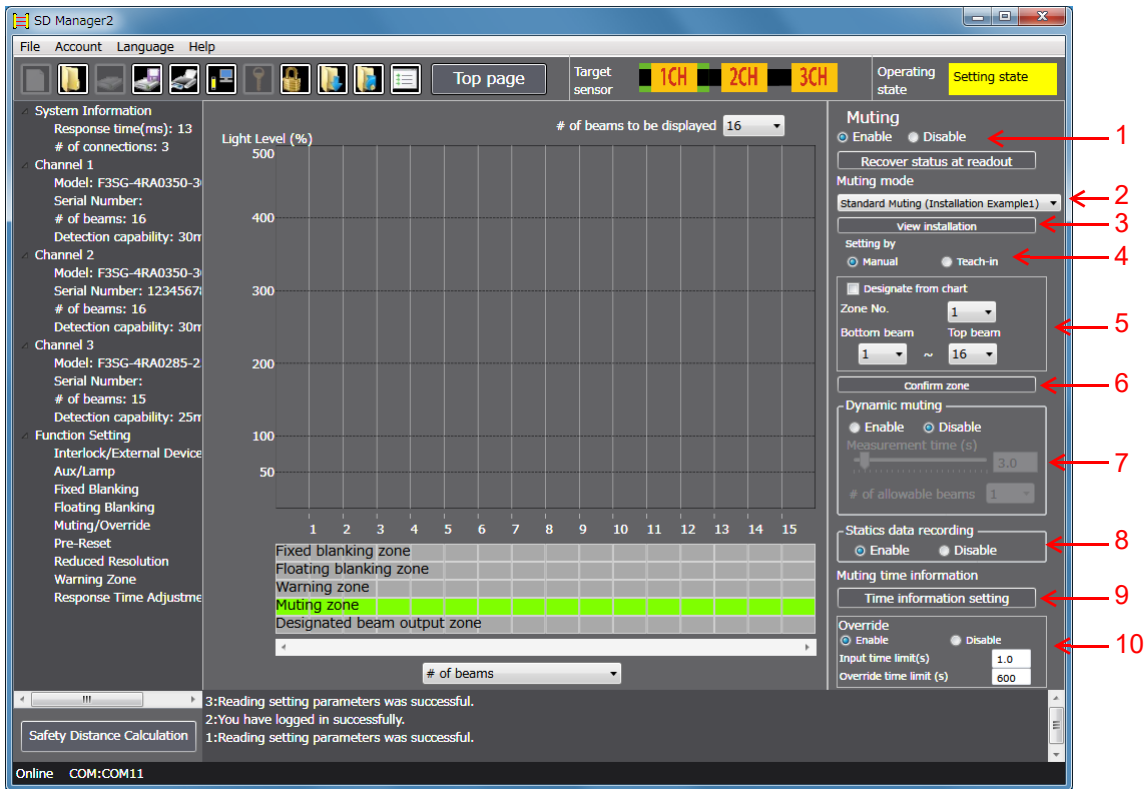 SD Manager2
File Account Language Help
Top page
Target sensor
1CH 2CH 3CH
Operating state
Setting state
System Information
Response time(ms): 13
# of connections: 3
Channel 1
Model: F3SG-4RA0350-3
Serial Number:
# of beams: 16
Detection capability: 30m
Channel 2
Model: F3SG-4RA0350-3
Serial Number: 1234567
# of beams: 16
Detection capability: 30m
Channel 3
Model: F3SG-4RA0285-2
Serial Number:
# of beams: 15
Detection capability: 25m
Function Setting
Interlock/External Device
Aux/Lamp
Fixed Blanking
Floating Blanking
Muting/Override
Pre-Reset
Reduced Resolution
Warning Zone
Response Time Adjustme
Safety Distance Calculation
# of beams to be displayed 16
Light Level (%)
500
400
300
200
100
50
1 2 3 4 5 6 7 8 9 10 11 12 13 14 15
Fixed blanking zone
Floating blanking zone
Warning zone
Muting zone
Designated beam output zone
# of beams
3:Reading setting parameters was successful.
2:You have logged in successfully.
1:Reading setting parameters was successful.
Muting
Enable Disable
1
Recover status at readout
Muting mode
Standard Muting (Installation Example1)
2
View installation
3
Setting by
Manual Teach-in
4
Designate from chart
Zone No. 1
Bottom beam Top beam
1 ~ 16
5
Confirm zone
6
Dynamic muting
Enable Disable
Measurement time (s)
3.0
# of allowable beams 1
7
Statics data recording
Enable Disable
8
Muting time information
Time information setting
9
Override
Enable Disable
Input time limit(s) 1.0
Override time limit (s) 600
10
Online COM:COM11